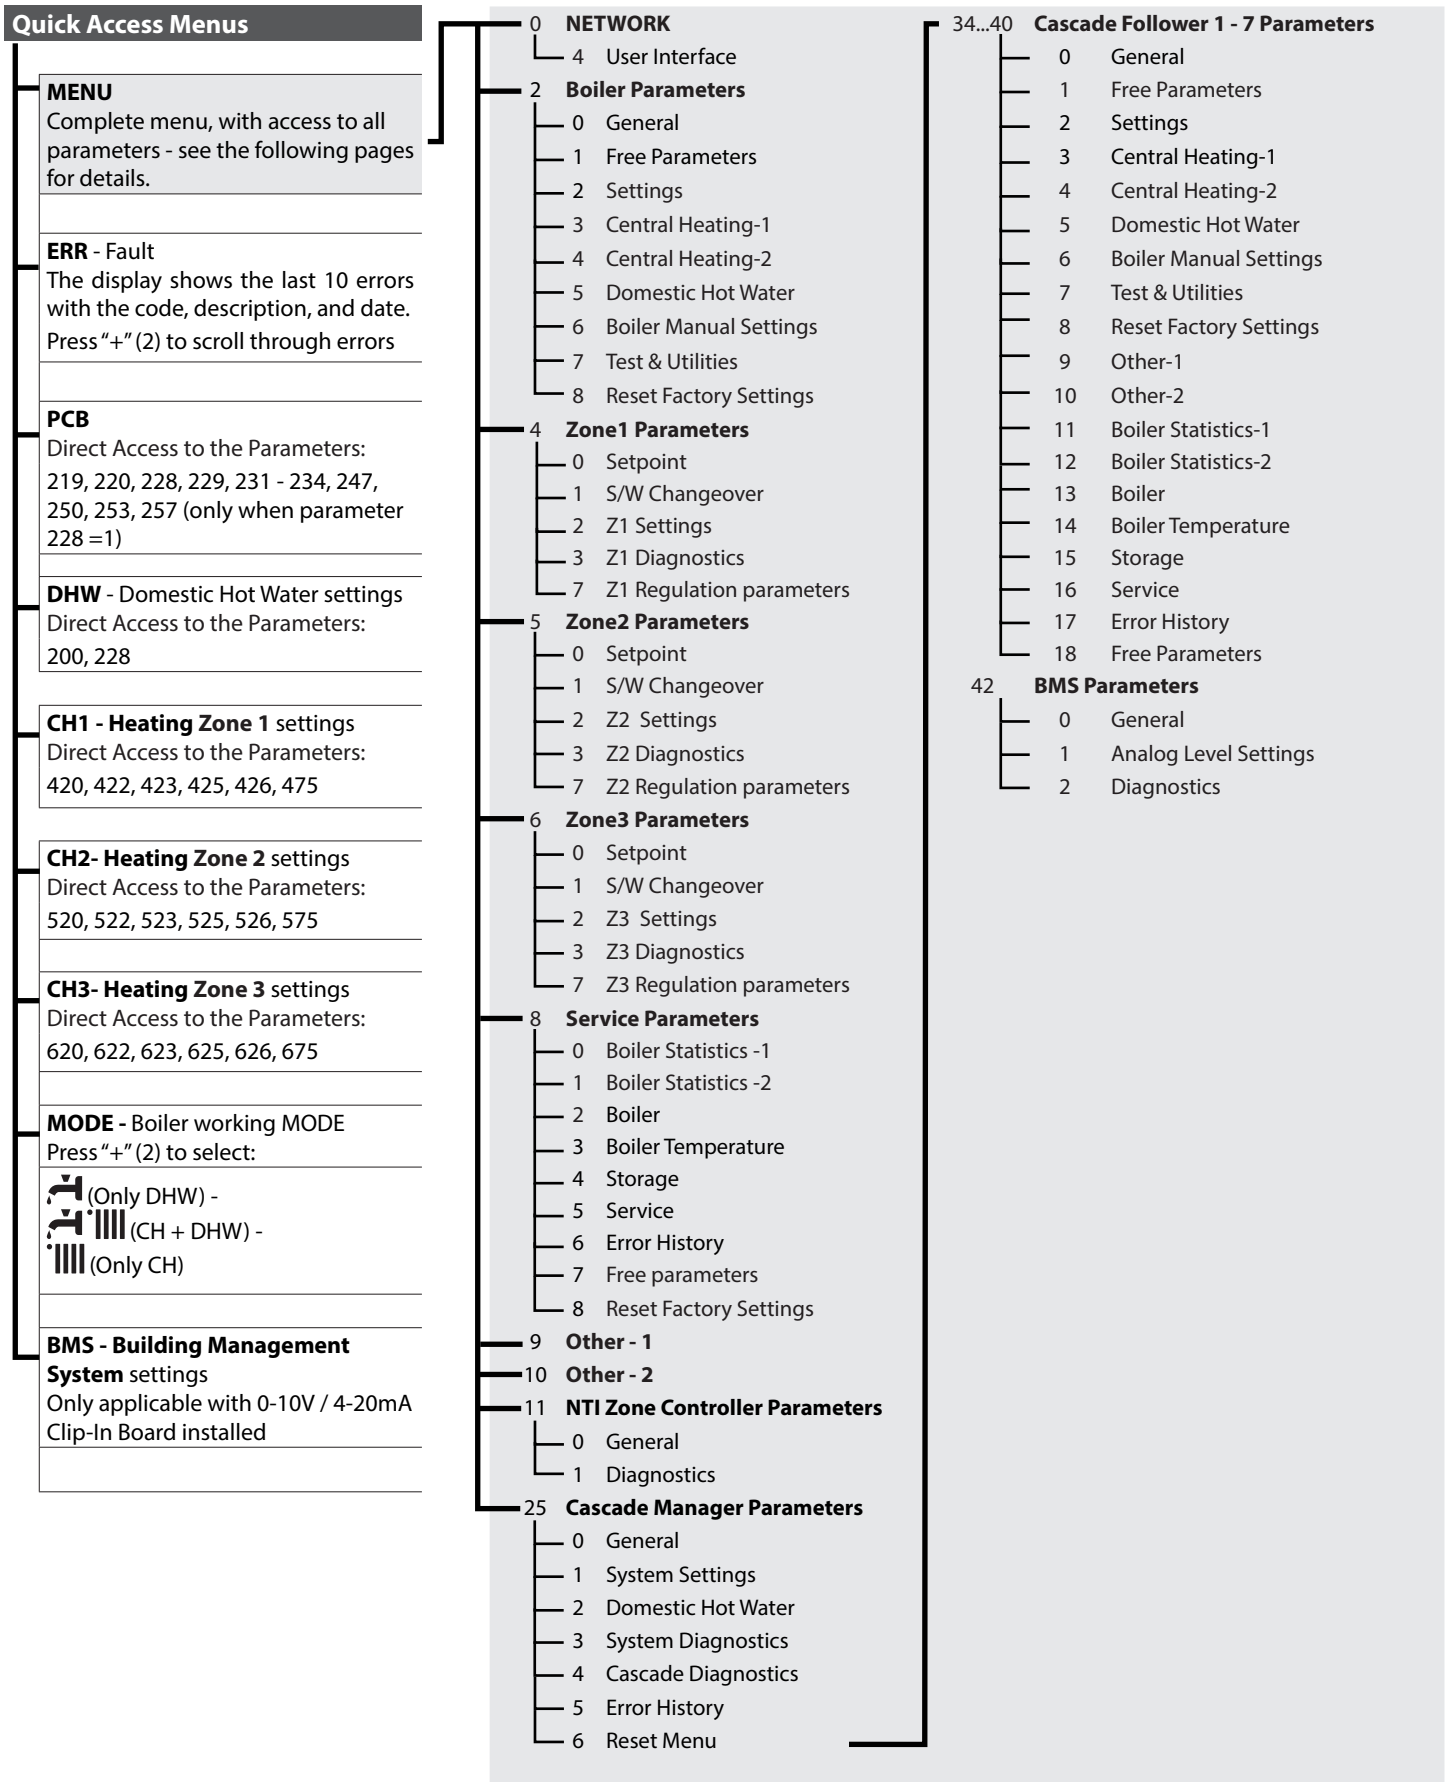 Quick Access Menus
MENU
Complete menu, with access to all
parameters - see the following pages
for details.
ERR - Fault
The display shows the last 10 errors
with the code, description, and date.
Press "+" (2) to scroll through errors
PCB
Direct Access to the Parameters:
219, 220, 228, 229, 231 - 234, 247,
250, 253, 257 (only when parameter
228 =1)
DHW - Domestic Hot Water settings
Direct Access to the Parameters:
200, 228
CH1 - Heating Zone 1 settings
Direct Access to the Parameters:
420, 422, 423, 425, 426, 475
CH2- Heating Zone 2 settings
Direct Access to the Parameters:
520, 522, 523, 525, 526, 575
CH3- Heating Zone 3 settings
Direct Access to the Parameters:
620, 622, 623, 625, 626, 675
MODE - Boiler working MODE
Press "+" (2) to select:
(Only DHW) -
(CH + DHW) -
(Only CH)
BMS - Building Management
System settings
Only applicable with 0-10V / 4-20mA
Clip-In Board installed
0 NETWORK
4 User Interface
2 Boiler Parameters
0 General
1 Free Parameters
2 Settings
3 Central Heating-1
4 Central Heating-2
5 Domestic Hot Water
6 Boiler Manual Settings
7 Test & Utilities
8 Reset Factory Settings
4 Zone1 Parameters
0 Setpoint
1 S/W Changeover
2 Z1 Settings
3 Z1 Diagnostics
7 Z1 Regulation parameters
5 Zone2 Parameters
0 Setpoint
1 S/W Changeover
2 Z2 Settings
3 Z2 Diagnostics
7 Z2 Regulation parameters
6 Zone3 Parameters
0 Setpoint
1 S/W Changeover
2 Z3 Settings
3 Z3 Diagnostics
7 Z3 Regulation parameters
8 Service Parameters
0 Boiler Statistics -1
1 Boiler Statistics -2
2 Boiler
3 Boiler Temperature
4 Storage
5 Service
6 Error History
7 Free parameters
8 Reset Factory Settings
9 Other - 1
10 Other - 2
11 NTI Zone Controller Parameters
0 General
1 Diagnostics
25 Cascade Manager Parameters
0 General
1 System Settings
2 Domestic Hot Water
3 System Diagnostics
4 Cascade Diagnostics
5 Error History
6 Reset Menu
34...40 Cascade Follower 1 - 7 Parameters
0 General
1 Free Parameters
2 Settings
3 Central Heating-1
4 Central Heating-2
5 Domestic Hot Water
6 Boiler Manual Settings
7 Test & Utilities
8 Reset Factory Settings
9 Other-1
10 Other-2
11 Boiler Statistics-1
12 Boiler Statistics-2
13 Boiler
14 Boiler Temperature
15 Storage
16 Service
17 Error History
18 Free Parameters
42 BMS Parameters
0 General
1 Analog Level Settings
2 Diagnostics